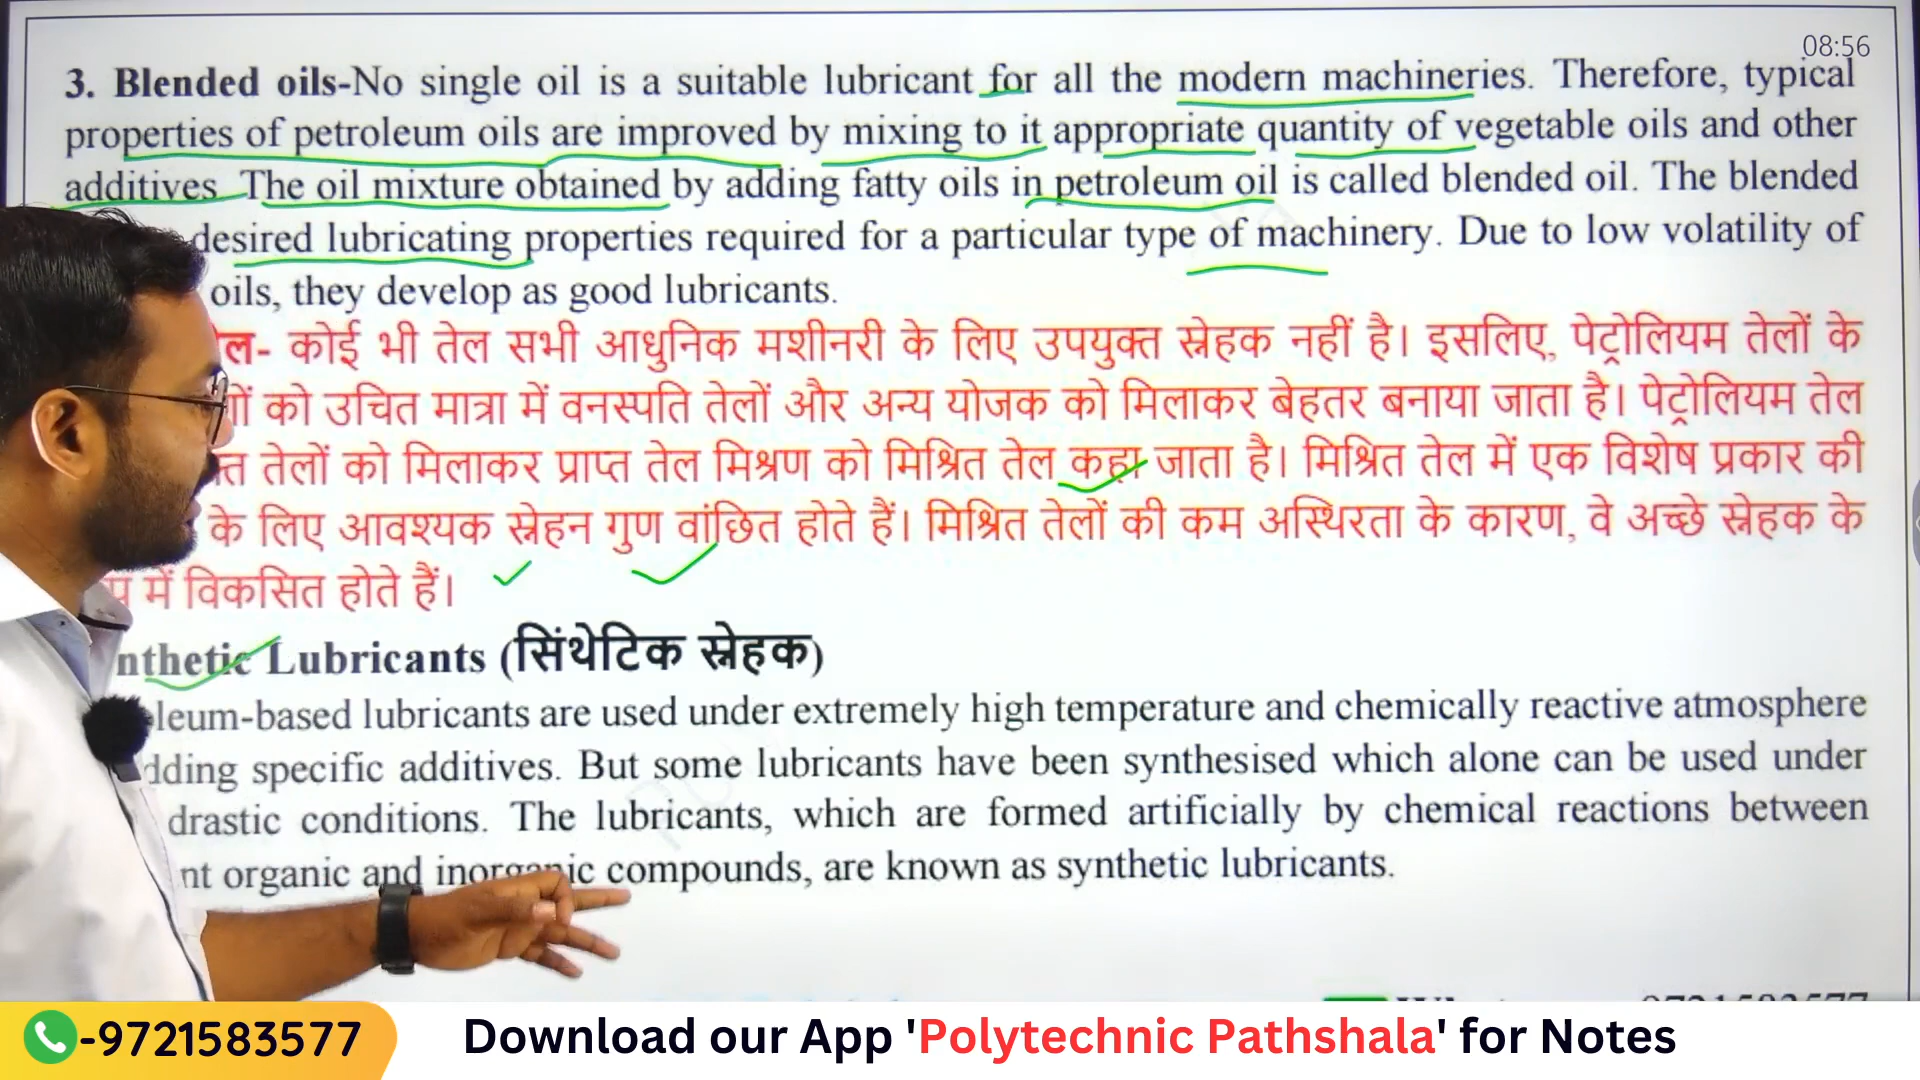 08:56
3. Blended oils-No single oil is a suitable lubricant for all the modern machineries. Therefore, typical
properties of petroleum oils are improved by mixing to it appropriate quantity of vegetable oils and other
additives. The oil mixture obtained by adding fatty oils in petroleum oil is called blended oil. The blended
desired lubricating properties required for a particular type of machinery. Due to low volatility of
oils, they develop as good lubricants.
ल- कोई भी तेल सभी आधुनिक मशीनरी के लिए उपयुक्त स्नेहक नहीं है। इसलिए, पेट्रोलियम तेलों के
को उचित मात्रा में वनस्पति तेलों और अन्य योजक को मिलाकर बेहतर बनाया जाता है। पेट्रोलियम तेल
तेलों को मिलाकर प्राप्त तेल मिश्रण को मिश्रित तेल कहा जाता है। मिश्रित तेल में एक विशेष प्रकार की
के लिए आवश्यक स्नेहन गुण वांछित होते हैं। मिश्रित तेलों की कम अस्थिरता के कारण, वे अच्छे स्नेहक के
में विकसित होते हैं।
nthetic Lubricants (सिंथेटिक स्नेहक)
leum-based lubricants are used under extremely high temperature and chemically reactive atmosphere
dding specific additives. But some lubricants have been synthesised which alone can be used under
drastic conditions. The lubricants, which are formed artificially by chemical reactions between
nt organic and inorganic compounds, are known as synthetic lubricants.
-9721583577 Download our App 'Polytechnic Pathshala' for Notes